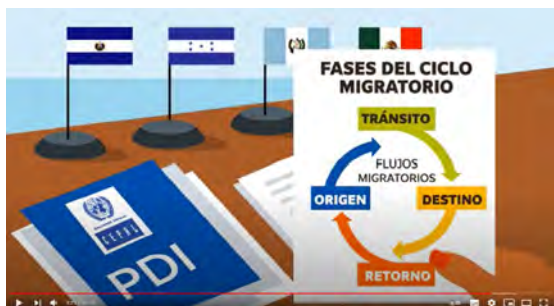 FASES DEL CICLO
MIGRATORIO
TRÁNSITO
FLUJOS
MIGRATORIOS
ORIGEN
DESTINO
RETORNO
CEPAL
PDI